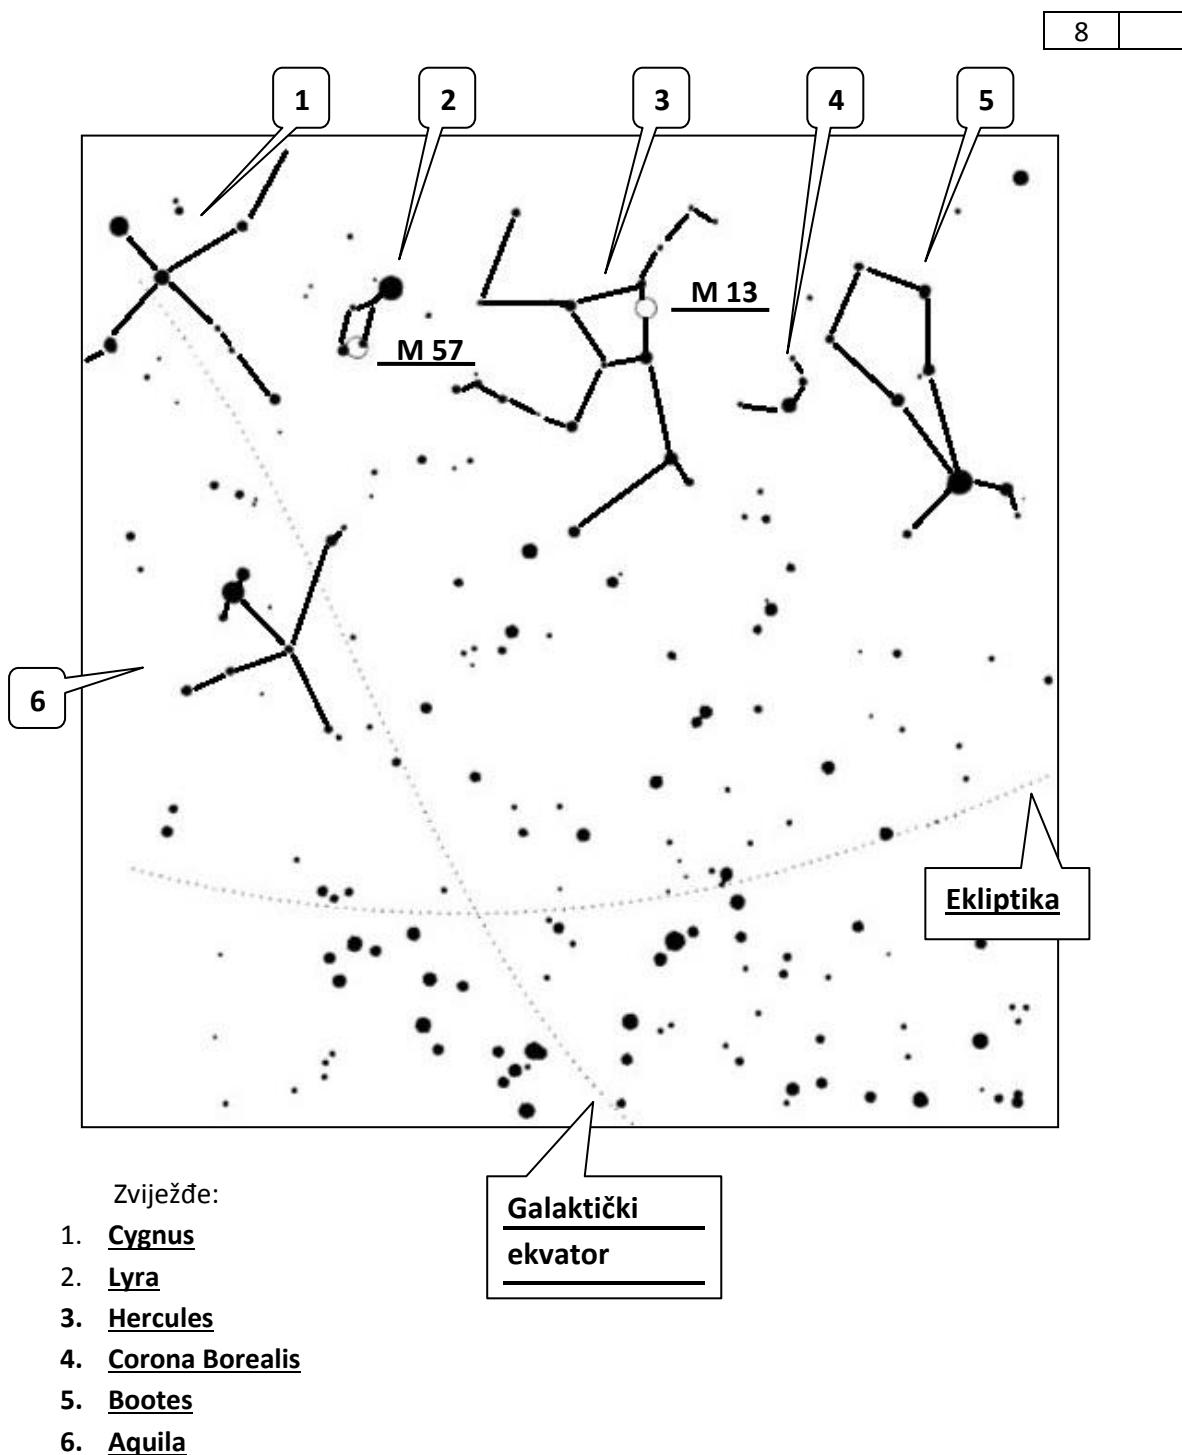 8
1 2 3 4 5
M 13
M 57
6
Ekliptika
Galaktički
ekvator
Zviježđe:
1. Cygnus
2. Lyra
3. Hercules
4. Corona Borealis
5. Bootes
6. Aquila